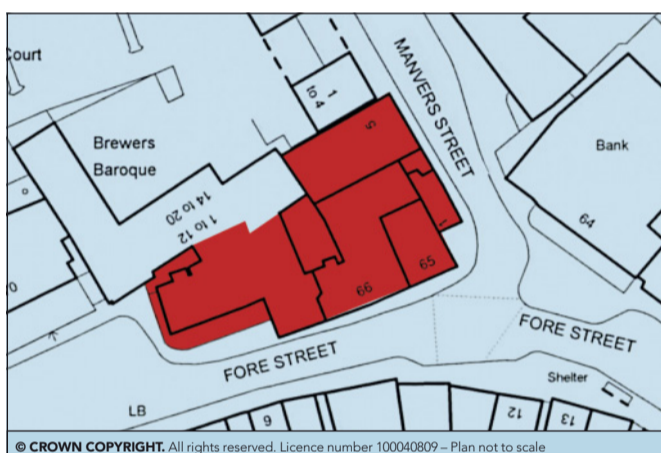 Court
MANVERS STREET
1
to 4
5
Brewers
Baroque
Bank
14 to 20
1 to 12
64
1
65
66
FORE STREET
FORE STREET
Shelter
LB
9
12
13
© CROWN COPYRIGHT. All rights reserved. Licence number 100040809 – Plan not to scale